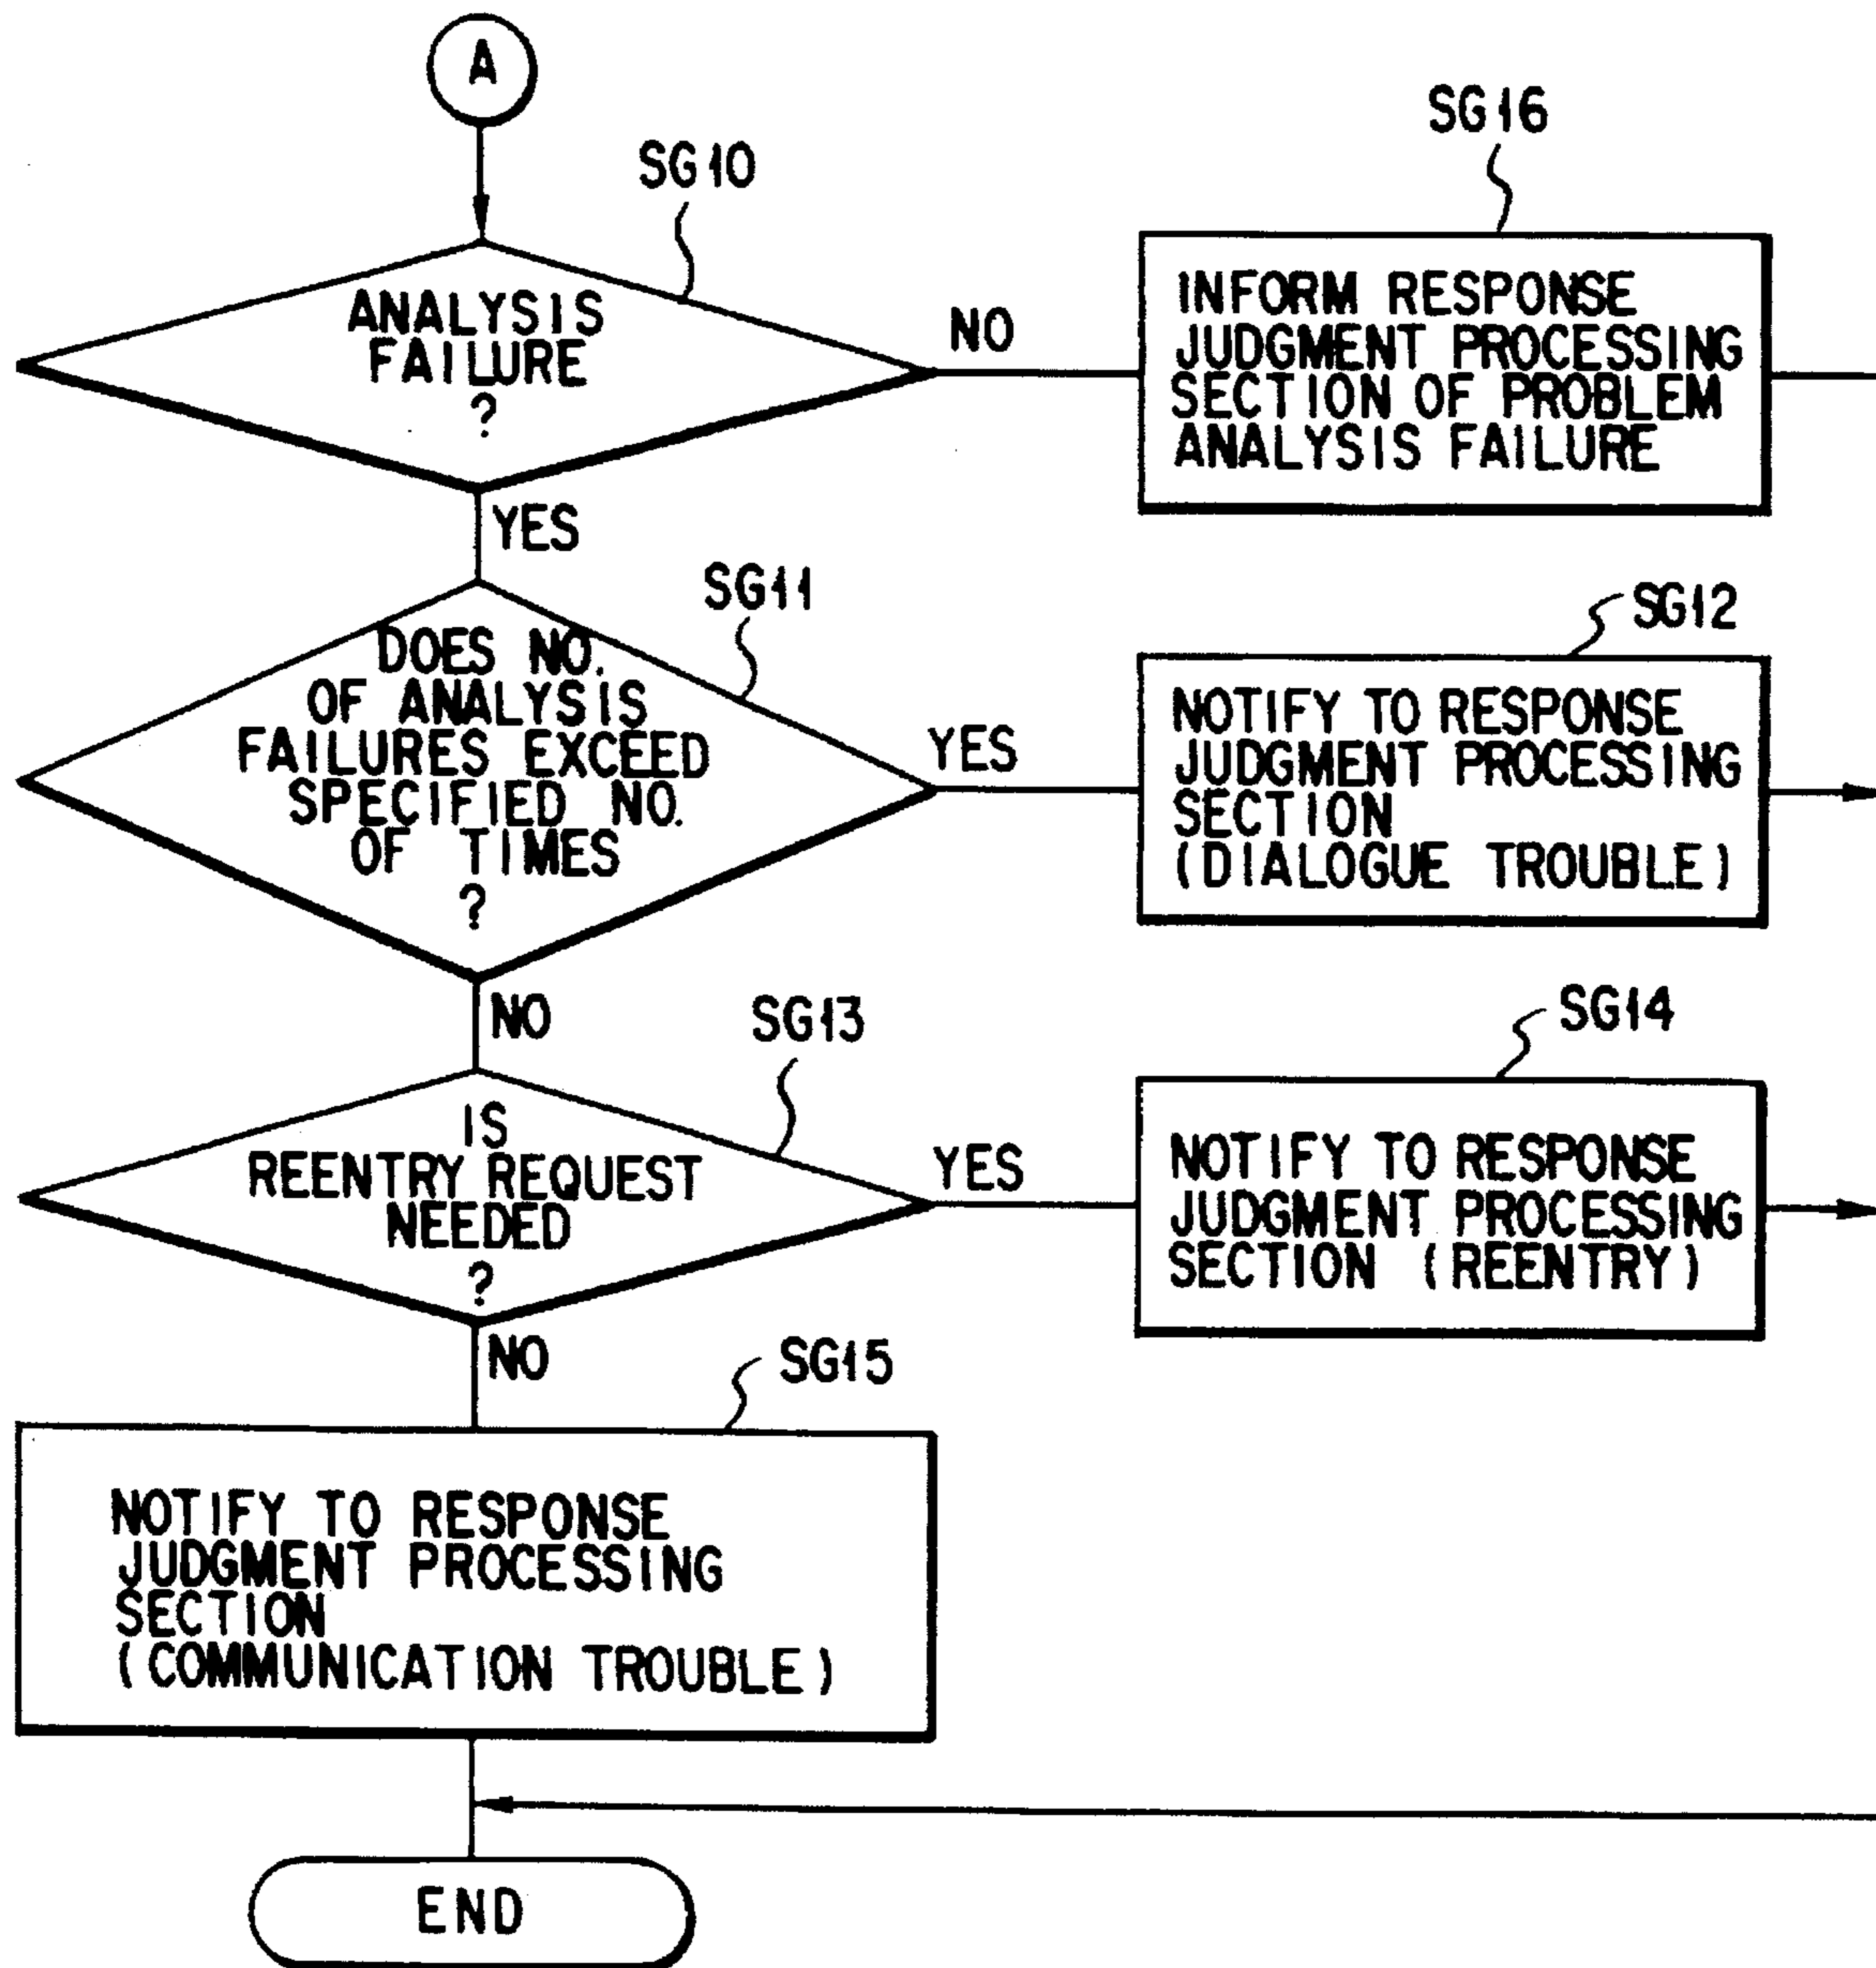 A
SG10
ANALYSIS
FAILURE
?
NO
YES
SG16
INFORM RESPONSE
JUDGMENT PROCESSING
SECTION OF PROBLEM
ANALYSIS FAILURE
SG11
DOES NO.
OF ANALYSIS
FAILURES EXCEED
SPECIFIED NO.
OF TIMES
?
YES
NO
SG12
NOTIFY TO RESPONSE
JUDGMENT PROCESSING
SECTION
(DIALOGUE TROUBLE)
SG13
IS
REENTRY REQUEST
NEEDED
?
YES
NO
SG14
NOTIFY TO RESPONSE
JUDGMENT PROCESSING
SECTION (REENTRY)
SG15
NOTIFY TO RESPONSE
JUDGMENT PROCESSING
SECTION
(COMMUNICATION TROUBLE)
END